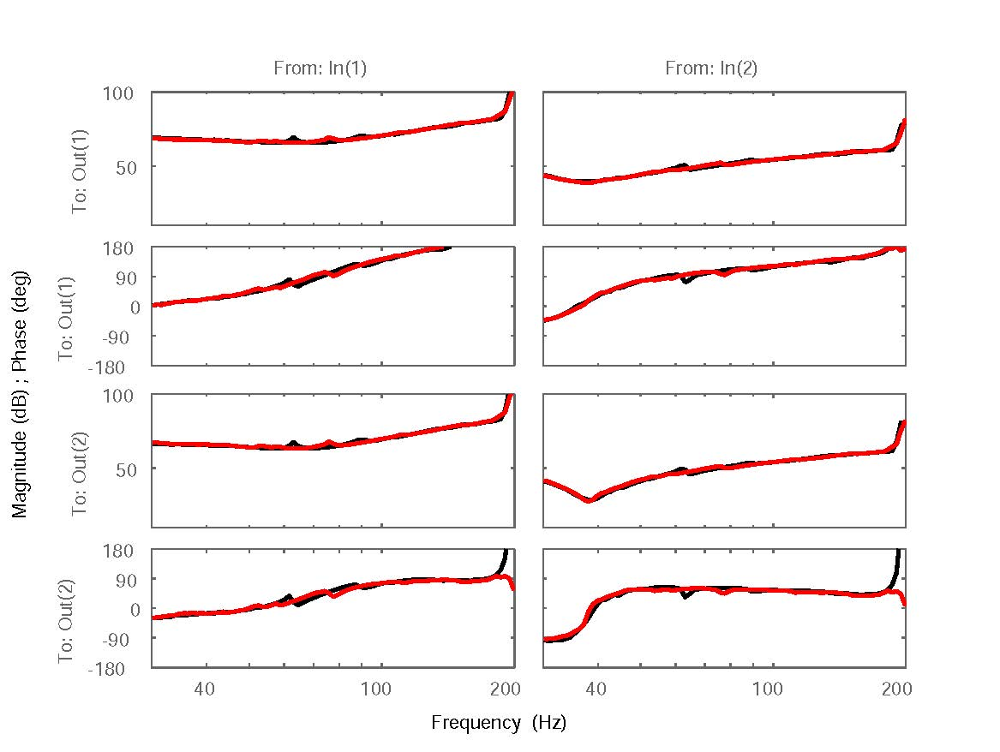 From: In(1) From: In(2)
100
50
To: Out(1)
180
90
0
-90
-180
To: Out(1)
100
50
To: Out(2)
180
90
0
-90
-180
To: Out(2)
Magnitude (dB) ; Phase (deg)
40 100 200 40 100 200
Frequency (Hz)